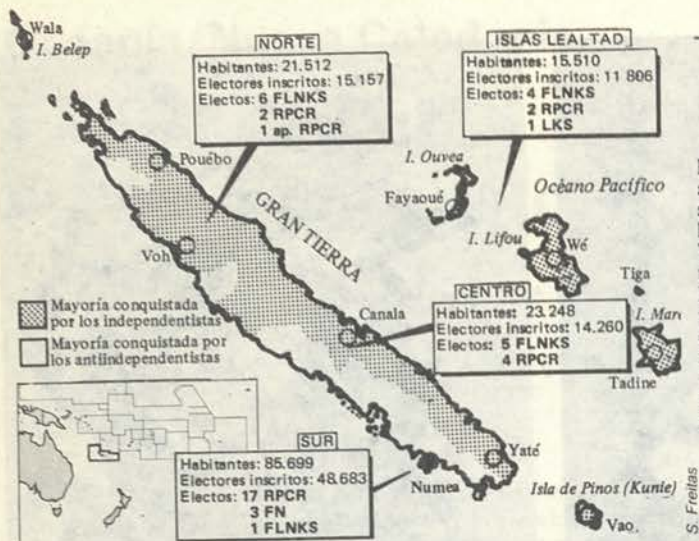 Wala
I. Belep
NORTE
Habitantes: 21.512
Electores inscritos: 15.157
Electos: 6 FLNKS
2 RPCR
1 ap. RPCR
ISLAS LEALTAD
Habitantes: 15.510
Electores inscritos: 11 806
Electos: 4 FLNKS
2 RPCR
1 LKS
Pouébo
I. Ouvea
Fayaoué
Océano Pacífico
GRAN TIERRA
Voh
I. Lifou
Wé
Tiga
I. Maré
Tadine
Mayoría conquistada
por los independentistas
Mayoría conquistada por
los antiindependentistas
Canala
CENTRO
Habitantes: 23.248
Electores inscritos: 14.260
Electos: 5 FLNKS
4 RPCR
SUR
Habitantes: 85.699
Electores inscritos: 48.683
Electos: 17 RPCR
3 FN
1 FLNKS
Numea
Yaté
Isla de Pinos (Kunie)
Vao
S. Freitas